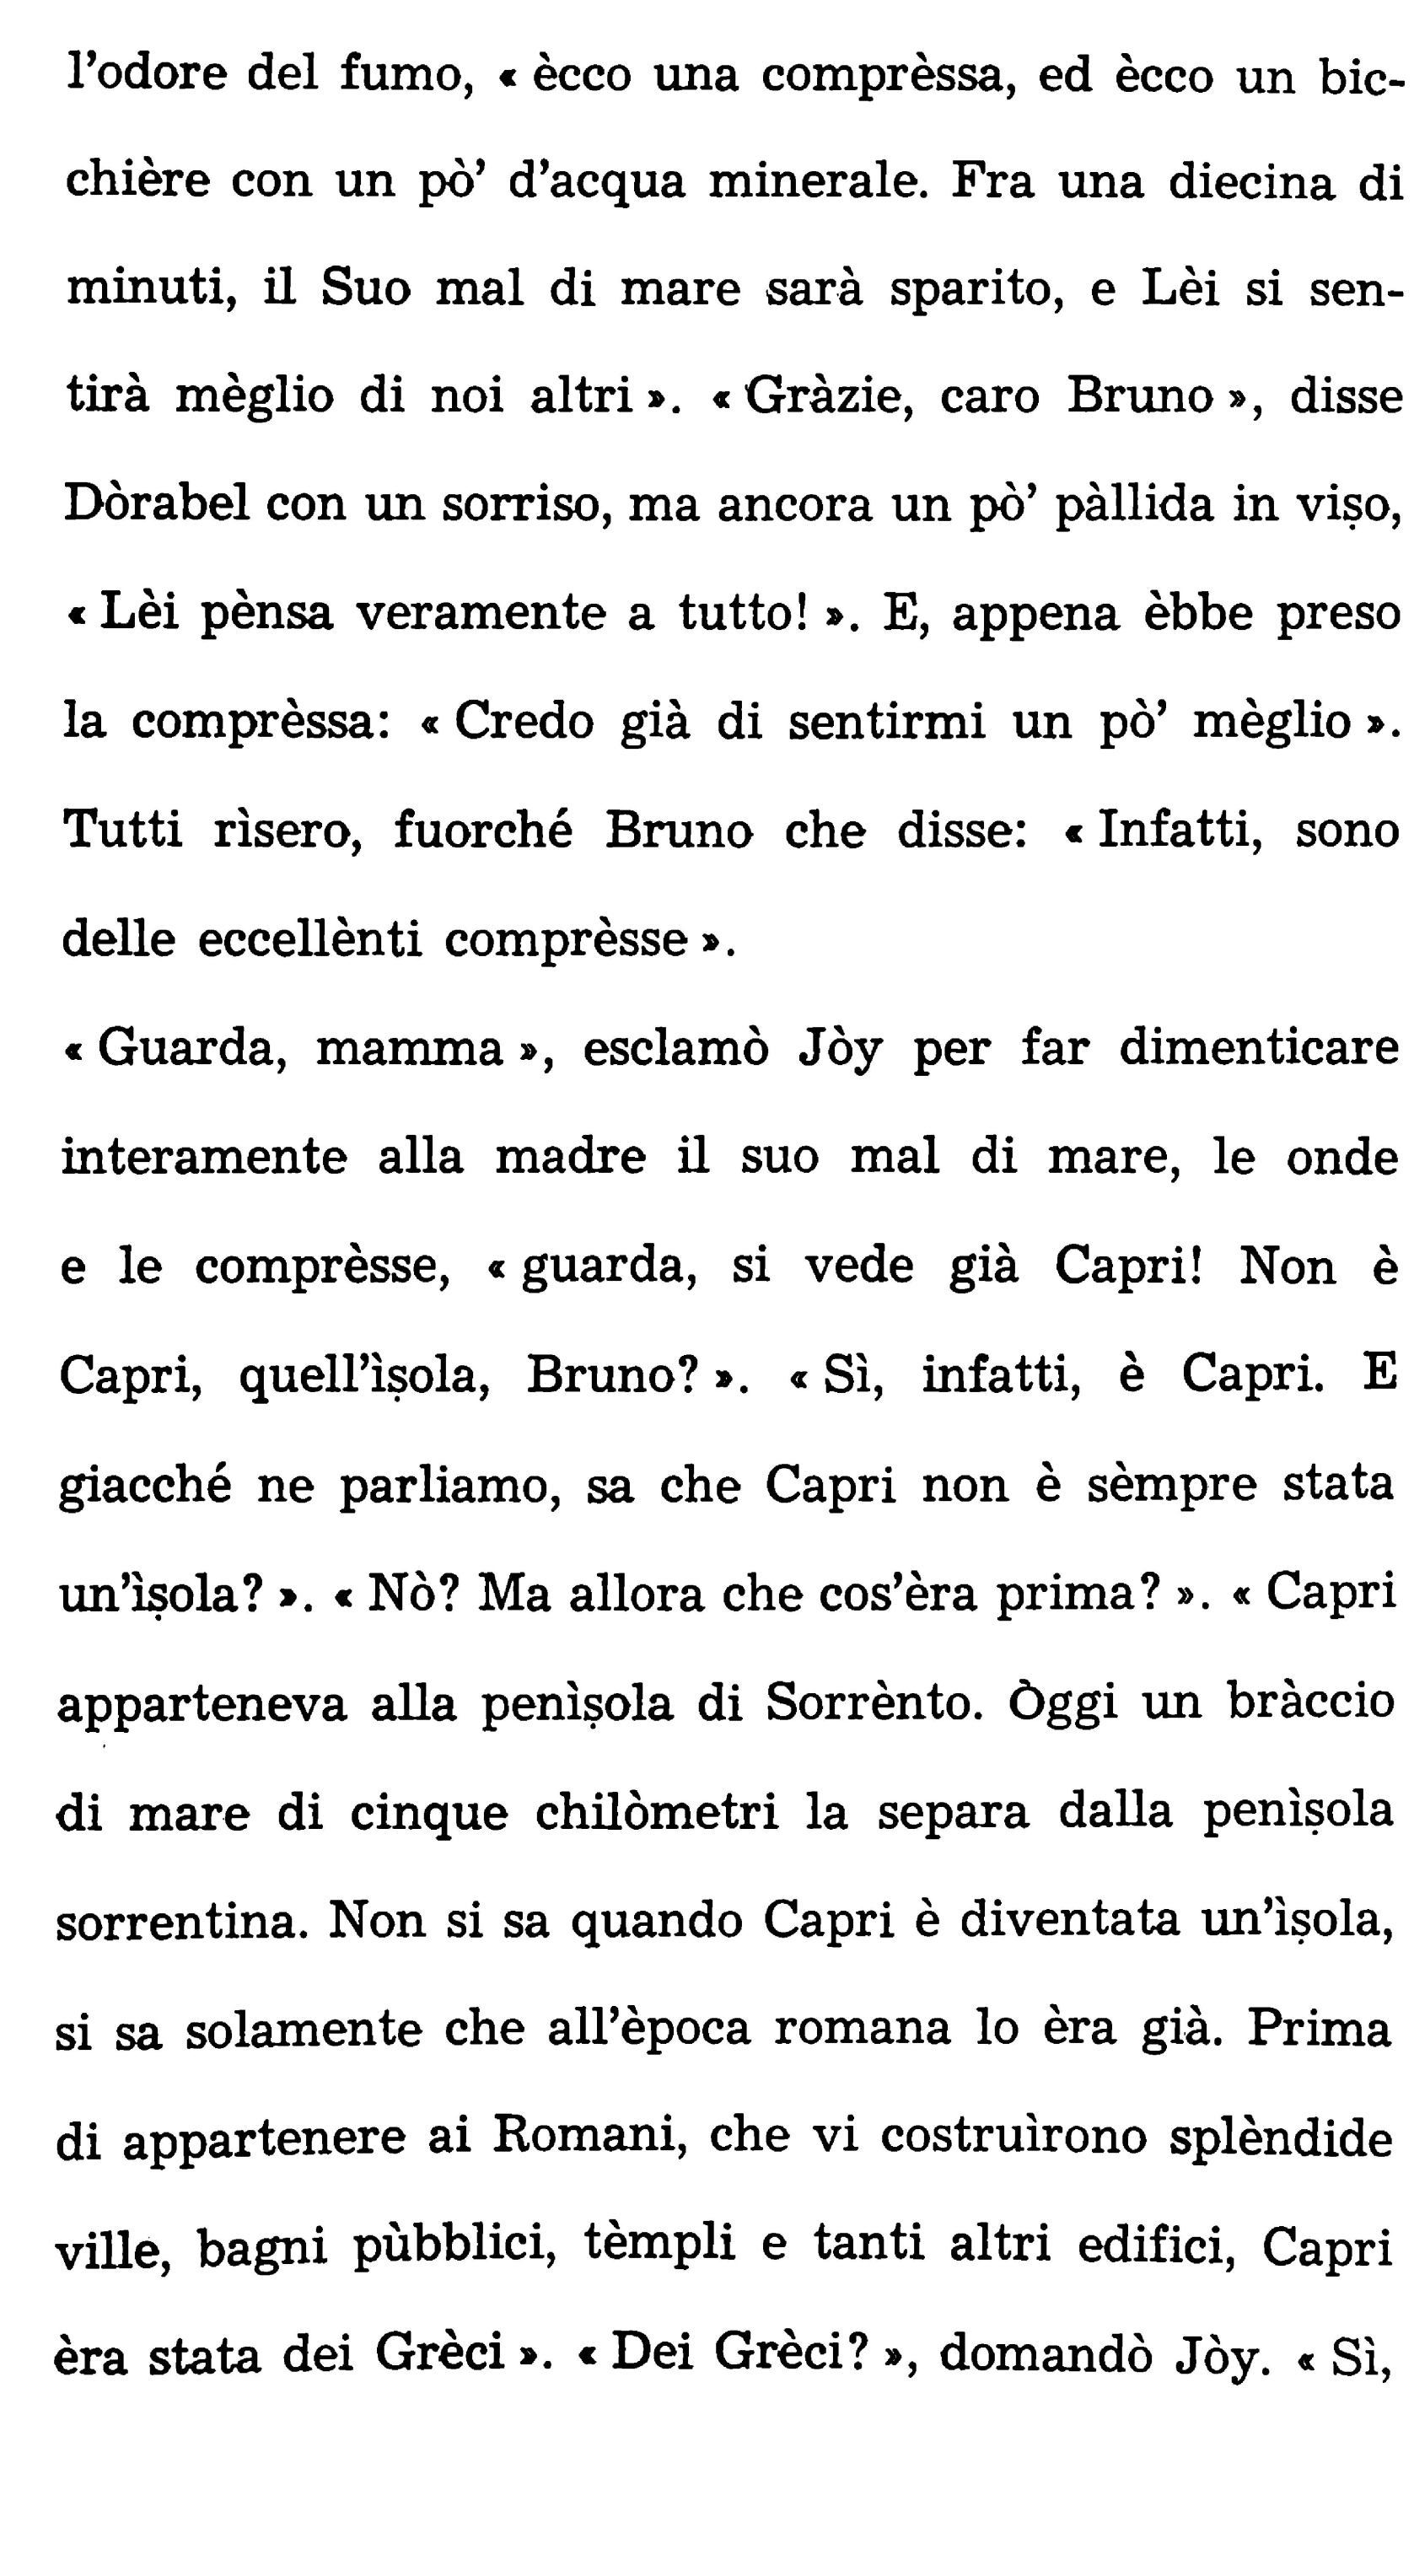 l’odore del fumo, « ècco una comprèssa, ed ècco un bic-
chière con un pò’ d’acqua minerale. Fra una diecina di
minuti, il Suo mal di mare sarà sparito, e Lèi si sen-
tirà mèglio di noi altri ». « Gràzie, caro Bruno », disse
Dòrabel con un sorriso, ma ancora un pò’ pàllida in viṣo,
« Lèi pènsa veramente a tutto! ». E, appena èbbe preso
la comprèssa: « Credo già di sentirmi un pò’ mèglio ».
Tutti rìsero, fuorché Bruno che disse: « Infatti, sono
delle eccellènti comprèsse ».
« Guarda, mamma », esclamò Jòy per far dimenticare
interamente alla madre il suo mal di mare, le onde
e le comprèsse, « guarda, si vede già Capri! Non è
Capri, quell’ìṣola, Bruno? ». « Sì, infatti, è Capri. E
giacché ne parliamo, sa che Capri non è sèmpre stata
un’ìṣola? ». « Nò? Ma allora che cos’èra prima? ». « Capri
apparteneva alla penìṣola di Sorrènto. Òggi un bràccio
di mare di cinque chilòmetri la separa dalla penìṣola
sorrentina. Non si sa quando Capri è diventata un’ìṣola,
si sa solamente che all’època romana lo èra già. Prima
di appartenere ai Romani, che vi costruìrono splèndide
ville, bagni pùbblici, tèmpli e tanti altri edifici, Capri
èra stata dei Grèci ». « Dei Grèci? », domandò Jòy. « Sì,